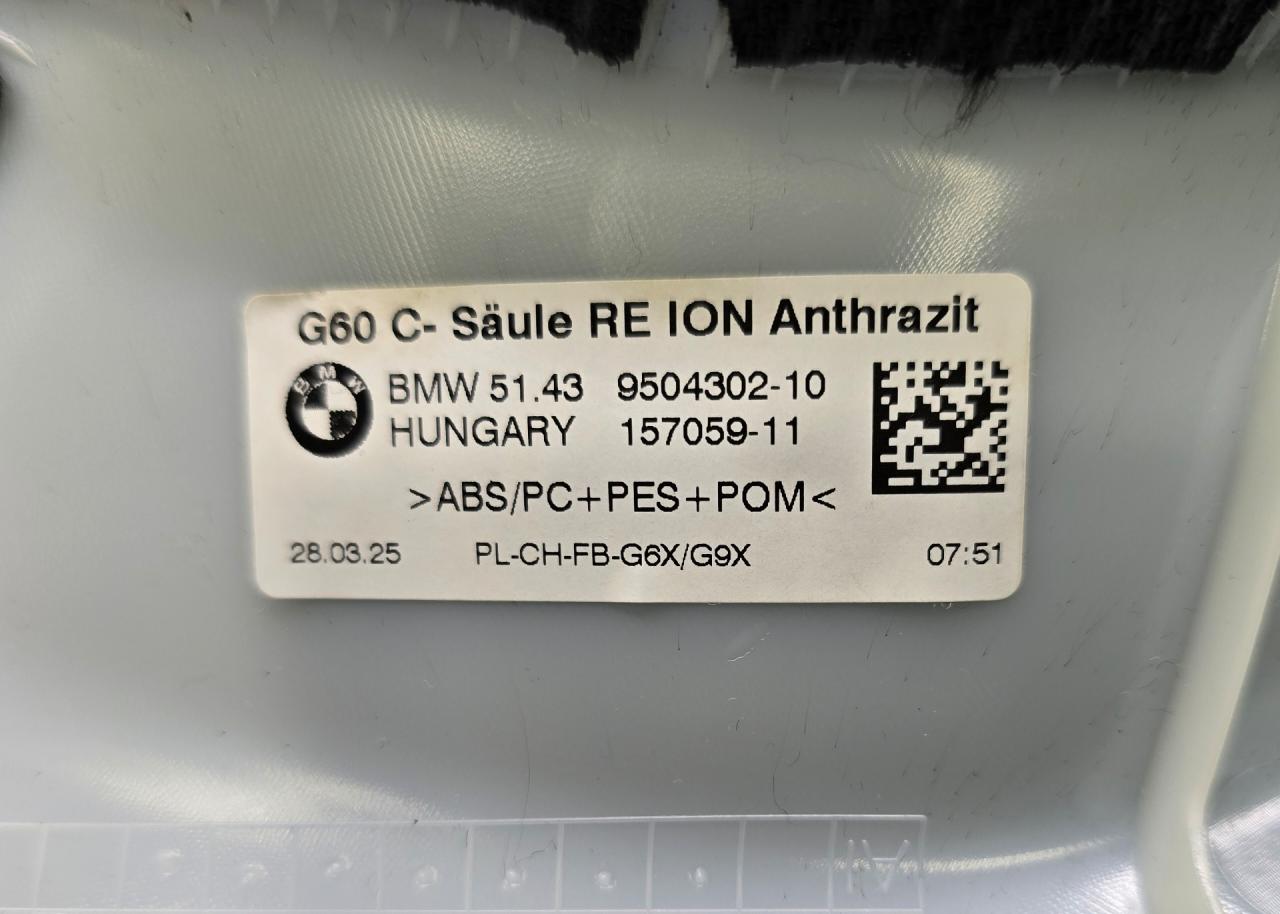 G60 C- Säule RE ION Anthrazit
BMW
BMW 51.43 9504302-10
HUNGARY 157059-11
>ABS/PC+PES+POM<
28.03.25 PL-CH-FB-G6X/G9X 07:51